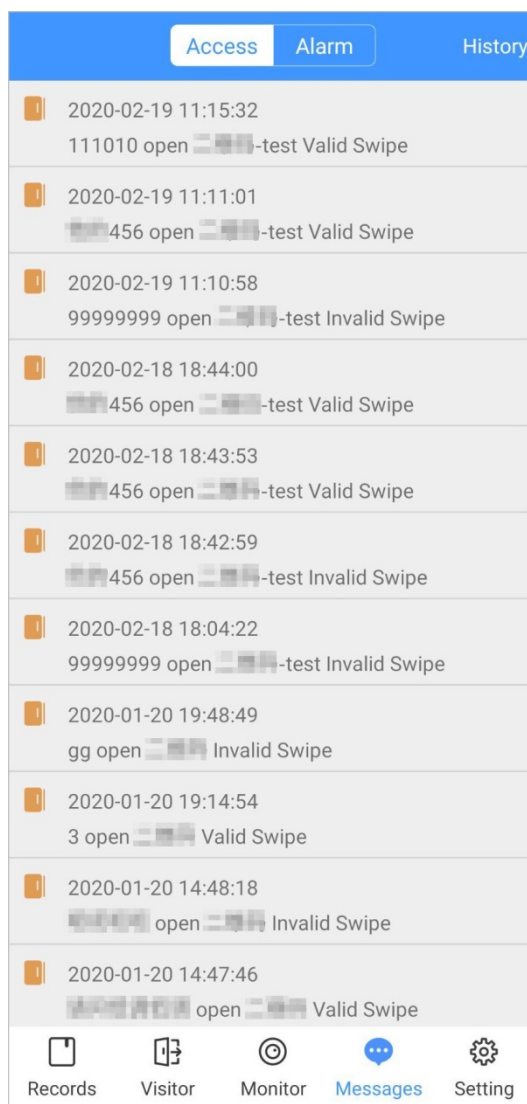 Access Alarm History
2020-02-19 11:15:32
111010 open -test Valid Swipe
2020-02-19 11:11:01
456 open -test Valid Swipe
2020-02-19 11:10:58
99999999 open -test Invalid Swipe
2020-02-18 18:44:00
456 open -test Valid Swipe
2020-02-18 18:43:53
456 open -test Valid Swipe
2020-02-18 18:42:59
456 open -test Invalid Swipe
2020-02-18 18:04:22
99999999 open -test Invalid Swipe
2020-01-20 19:48:49
gg open Invalid Swipe
2020-01-20 19:14:54
3 open Valid Swipe
2020-01-20 14:48:18
open Invalid Swipe
2020-01-20 14:47:46
open Valid Swipe
Records Visitor Monitor Messages Setting